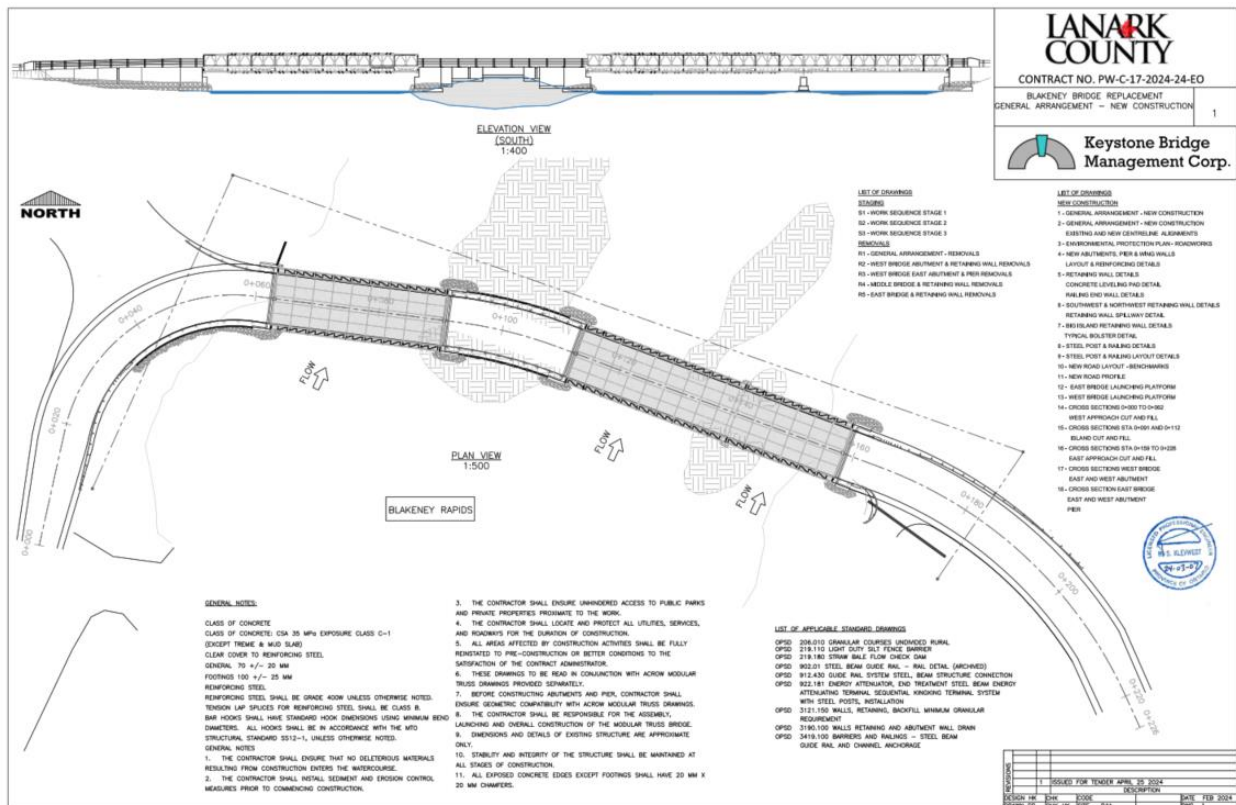 LANARK
COUNTY
CONTRACT NO. PW-C-17-2024-24-EO
BLAKENEY BRIDGE REPLACEMENT
GENERAL ARRANGEMENT – NEW CONSTRUCTION
1
Keystone Bridge
Management Corp.
ELEVATION VIEW
(SOUTH)
1:400
NORTH
LIST OF DRAWINGS
STAGING
S1 - WORK SEQUENCE STAGE 1
S2 - WORK SEQUENCE STAGE 2
S3 - WORK SEQUENCE STAGE 3
REMOVALS
R1 - GENERAL ARRANGEMENT - REMOVALS
R2 - WEST BRIDGE ABUTMENT & RETAINING WALL REMOVALS
R3 - WEST BRIDGE EAST ABUTMENT & PIER REMOVALS
R4 - MIDDLE BRIDGE & RETAINING WALL REMOVALS
R5 - EAST BRIDGE & RETAINING WALL REMOVALS
LIST OF DRAWINGS
NEW CONSTRUCTION
1 - GENERAL ARRANGEMENT - NEW CONSTRUCTION
2 - GENERAL ARRANGEMENT - NEW CONSTRUCTION
EXISTING AND NEW CENTRELINE ALIGNMENTS
3 - ENVIRONMENTAL PROTECTION PLAN - ROADWORKS
4 - NEW ABUTMENTS, PIER & WING WALLS
LAYOUT & REINFORCING DETAILS
5 - RETAINING WALL DETAILS
CONCRETE LEVELING PAD DETAIL
RAILING END WALL DETAILS
6 - SOUTHWEST & NORTHWEST RETAINING WALL DETAILS
RETAINING WALL SPILLWAY DETAIL
7 - BIG ISLAND RETAINING WALL DETAILS
TYPICAL BOLSTER DETAIL
8 - STEEL POST & RAILING DETAILS
9 - STEEL POST & RAILING LAYOUT DETAILS
10 - NEW ROAD LAYOUT - BENCHMARKS
11 - NEW ROAD PROFILE
12 - EAST BRIDGE LAUNCHING PLATFORM
13 - WEST BRIDGE LAUNCHING PLATFORM
14 - CROSS SECTIONS 0+000 TO 0+062
WEST APPROACH CUT AND FILL
15 - CROSS SECTIONS STA 0+091 AND 0+112
ISLAND CUT AND FILL
16 - CROSS SECTIONS STA 0+159 TO 0+226
EAST APPROACH CUT AND FILL
17 - CROSS SECTIONS WEST BRIDGE
EAST AND WEST ABUTMENT
18 - CROSS SECTION EAST BRIDGE
EAST AND WEST ABUTMENT
PIER
0+000
0+020
0+040
0+060
0+080
0+100
0+120
0+140
0+160
0+180
0+200
0+220
0+226
FLOW
FLOW
FLOW
PLAN VIEW
1:500
BLAKENEY RAPIDS
LICENSED PROFESSIONAL ENGINEER
24-03-07
PROVINCE OF ONTARIO
GENERAL NOTES:
CLASS OF CONCRETE
CLASS OF CONCRETE: CSA 35 MPa EXPOSURE CLASS C-1
(EXCEPT TREMIE & MUD SLAB)
CLEAR COVER TO REINFORCING STEEL
GENERAL 70 +/- 20 MM
FOOTINGS 100 +/- 25 MM
REINFORCING STEEL
REINFORCING STEEL SHALL BE GRADE 400W UNLESS OTHERWISE NOTED.
TENSION LAP SPLICES FOR REINFORCING STEEL SHALL BE CLASS B.
BAR HOOKS SHALL HAVE STANDARD HOOK DIMENSIONS USING MINIMUM BEND
DIAMETERS. ALL HOOKS SHALL BE IN ACCORDANCE WITH THE MTO
STRUCTURAL STANDARD SS12-1, UNLESS OTHERWISE NOTED.
GENERAL NOTES
1. THE CONTRACTOR SHALL ENSURE THAT NO DELETERIOUS MATERIALS
RESULTING FROM CONSTRUCTION ENTERS THE WATERCOURSE.
2. THE CONTRACTOR SHALL INSTALL SEDIMENT AND EROSION CONTROL
MEASURES PRIOR TO COMMENCING CONSTRUCTION.
3. THE CONTRACTOR SHALL ENSURE UNHINDERED ACCESS TO PUBLIC PARKS
AND PRIVATE PROPERTIES PROXIMATE TO THE WORK.
4. THE CONTRACTOR SHALL LOCATE AND PROTECT ALL UTILITIES, SERVICES,
AND ROADWAYS FOR THE DURATION OF CONSTRUCTION.
5. ALL AREAS AFFECTED BY CONSTRUCTION ACTIVITIES SHALL BE FULLY
REINSTATED TO PRE-CONSTRUCTION OR BETTER CONDITIONS TO THE
SATISFACTION OF THE CONTRACT ADMINISTRATOR.
6. THESE DRAWINGS TO BE READ IN CONJUNCTION WITH ACROW MODULAR
TRUSS DRAWINGS PROVIDED SEPARATELY.
7. BEFORE CONSTRUCTING ABUTMENTS AND PIER, CONTRACTOR SHALL
ENSURE GEOMETRIC COMPATIBILITY WITH ACROW MODULAR TRUSS DRAWINGS.
8. THE CONTRACTOR SHALL BE RESPONSIBLE FOR THE ASSEMBLY,
LAUNCHING AND OVERALL CONSTRUCTION OF THE MODULAR TRUSS BRIDGE.
9. DIMENSIONS AND DETAILS OF EXISTING STRUCTURE ARE APPROXIMATE
ONLY.
10. STABILITY AND INTEGRITY OF THE STRUCTURE SHALL BE MAINTAINED AT
ALL STAGES OF CONSTRUCTION.
11. ALL EXPOSED CONCRETE EDGES EXCEPT FOOTINGS SHALL HAVE 20 MM X
20 MM CHAMFERS.
LIST OF APPLICABLE STANDARD DRAWINGS
OPSD 206.010 GRANULAR COURSES UNDIVIDED RURAL
OPSD 219.110 LIGHT DUTY SILT FENCE BARRIER
OPSD 219.180 STRAW BALE FLOW CHECK DAM
OPSD 902.01 STEEL BEAM GUIDE RAIL – RAIL DETAIL (ARCHIVED)
OPSD 912.430 GUIDE RAIL SYSTEM STEEL, BEAM STRUCTURE CONNECTION
OPSD 922.181 ENERGY ATTENUATOR, END TREATMENT STEEL BEAM ENERGY
ATTENUATING TERMINAL SEQUENTIAL KINKING TERMINAL SYSTEM
WITH STEEL POSTS, INSTALLATION
OPSD 3121.150 WALLS, RETAINING, BACKFILL MINIMUM GRANULAR
REQUIREMENT
OPSD 3190.100 WALLS RETAINING AND ABUTMENT WALL DRAIN
OPSD 3419.100 BARRIERS AND RAILINGS – STEEL BEAM
GUIDE RAIL AND CHANNEL ANCHORAGE
REVISIONS
1 ISSUED FOR TENDER APRIL 25 2024
DESCRIPTION
DESIGN HK CHK CODE DATE FEB 2024